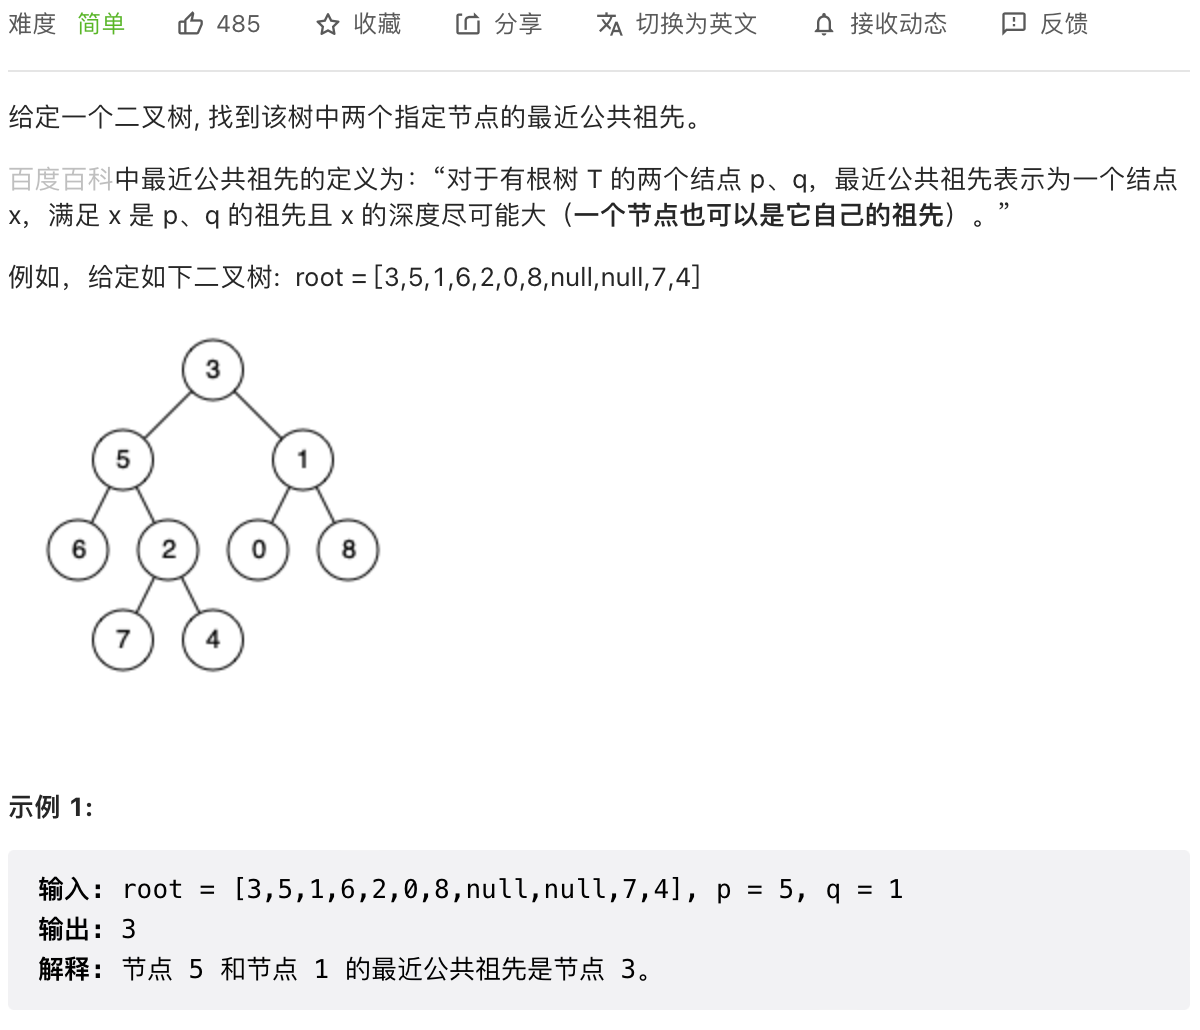 难度 简单 485 收藏 分享 切换为英文 接收动态 反馈
给定一个二叉树, 找到该树中两个指定节点的最近公共祖先。
百度百科中最近公共祖先的定义为：“对于有根树 T 的两个结点 p、q，最近公共祖先表示为一个结点
x，满足 x 是 p、q 的祖先且 x 的深度尽可能大（一个节点也可以是它自己的祖先）。”
例如，给定如下二叉树:  root = [3,5,1,6,2,0,8,null,null,7,4]
3
5 1
6 2 0 8
7 4
示例 1:
输入: root = [3,5,1,6,2,0,8,null,null,7,4], p = 5, q = 1
输出: 3
解释: 节点 5 和节点 1 的最近公共祖先是节点 3。